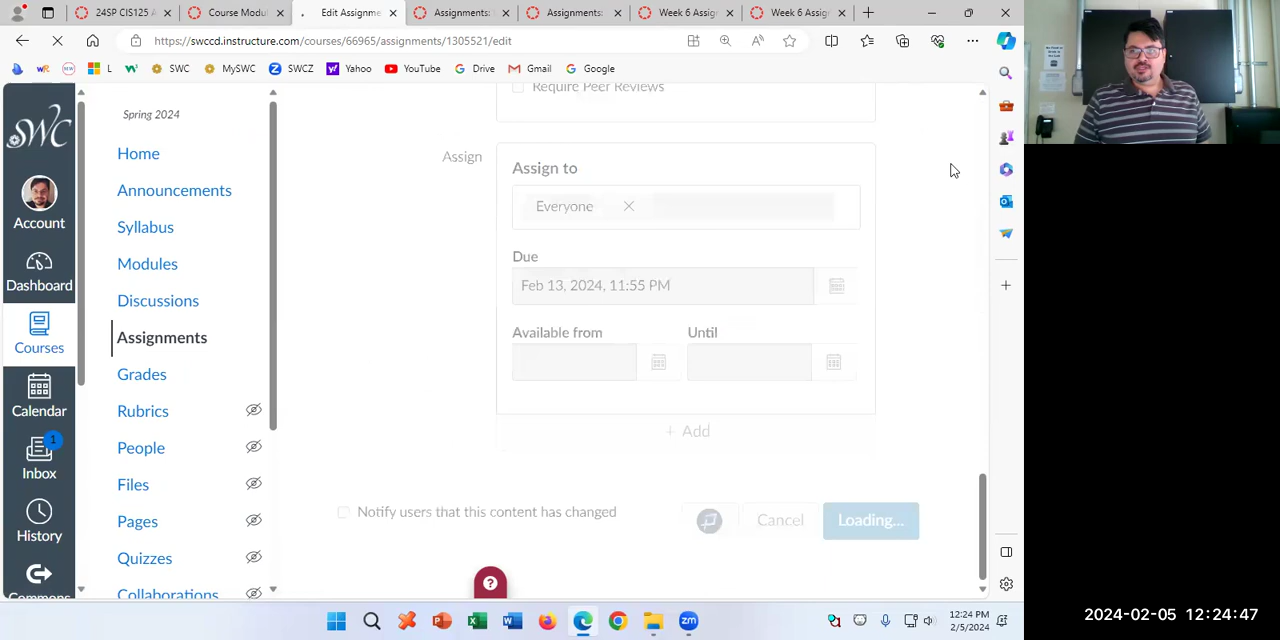 24SP CIS125 A
Course Modul
Edit Assignme
Assignments:
Assignments:
Week 6 Assig
Week 6 Assig
https://swccd.instructure.com/courses/66965/assignments/1305521/edit
L
SWC
MySWC
SWCZ
Yahoo
YouTube
Drive
Gmail
Google
SWC
Account
Dashboard
Courses
Calendar
1
Inbox
History
Commons
Spring 2024
Home
Announcements
Syllabus
Modules
Discussions
Assignments
Grades
Rubrics
People
Files
Pages
Quizzes
Collaborations
Require Peer Reviews
Assign
Assign to
Everyone
Due
Feb 13, 2024, 11:55 PM
Available from
Until
+ Add
Notify users that this content has changed
Cancel
Loading...
12:24 PM
2/5/2024
2024-02-05 12:24:47